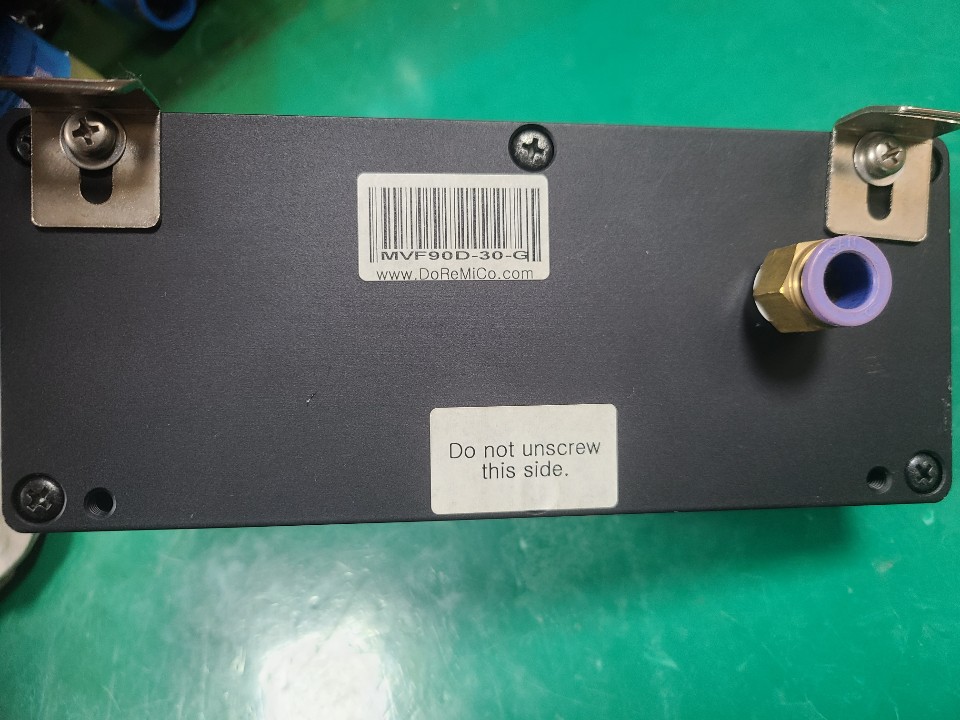 MVF90D-30-G
www.DoReMiCo.com
Do not unscrew
this side.